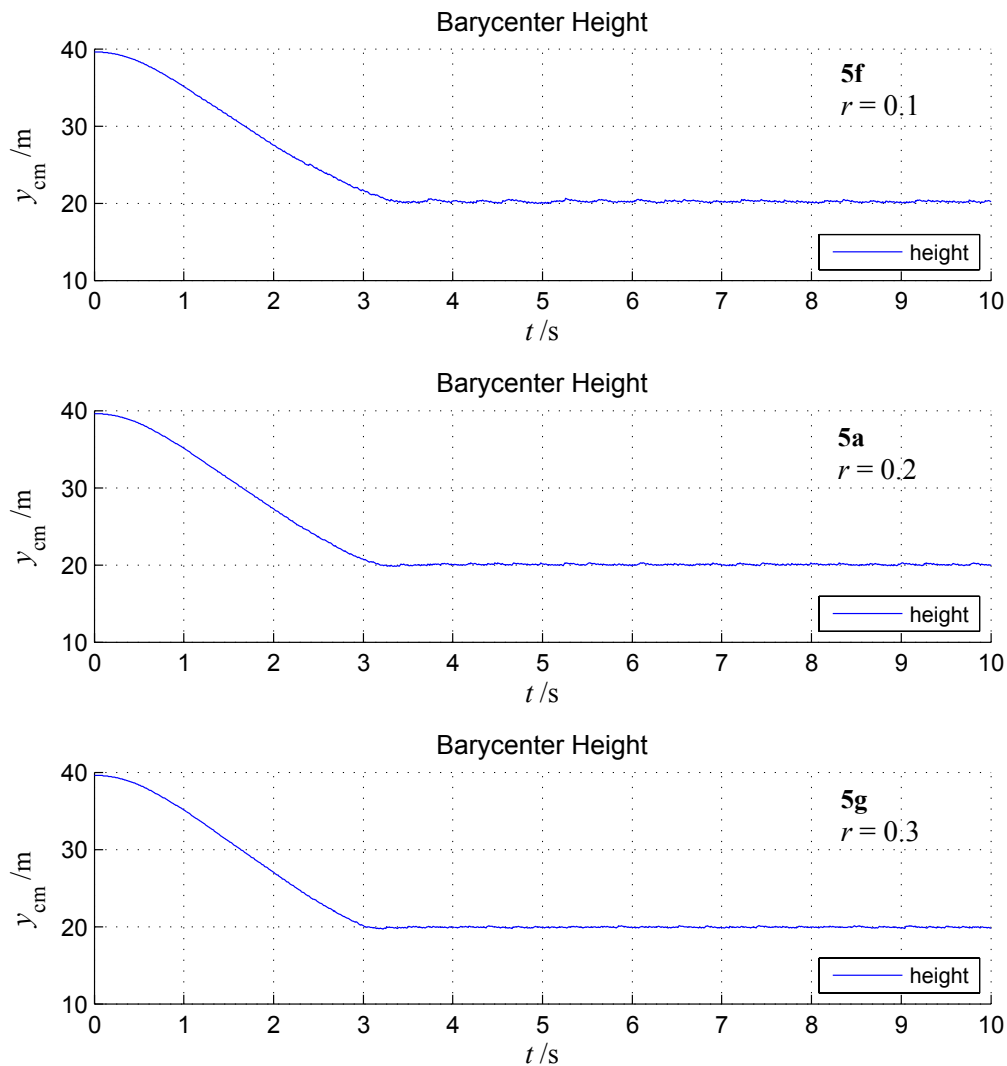 Barycenter Height
40
30
20
10
y_cm /m
5f
r = 0.1
height
0 1 2 3 4 5 6 7 8 9 10
t /s
Barycenter Height
40
30
20
10
y_cm /m
5a
r = 0.2
height
0 1 2 3 4 5 6 7 8 9 10
t /s
Barycenter Height
40
30
20
10
y_cm /m
5g
r = 0.3
height
0 1 2 3 4 5 6 7 8 9 10
t /s